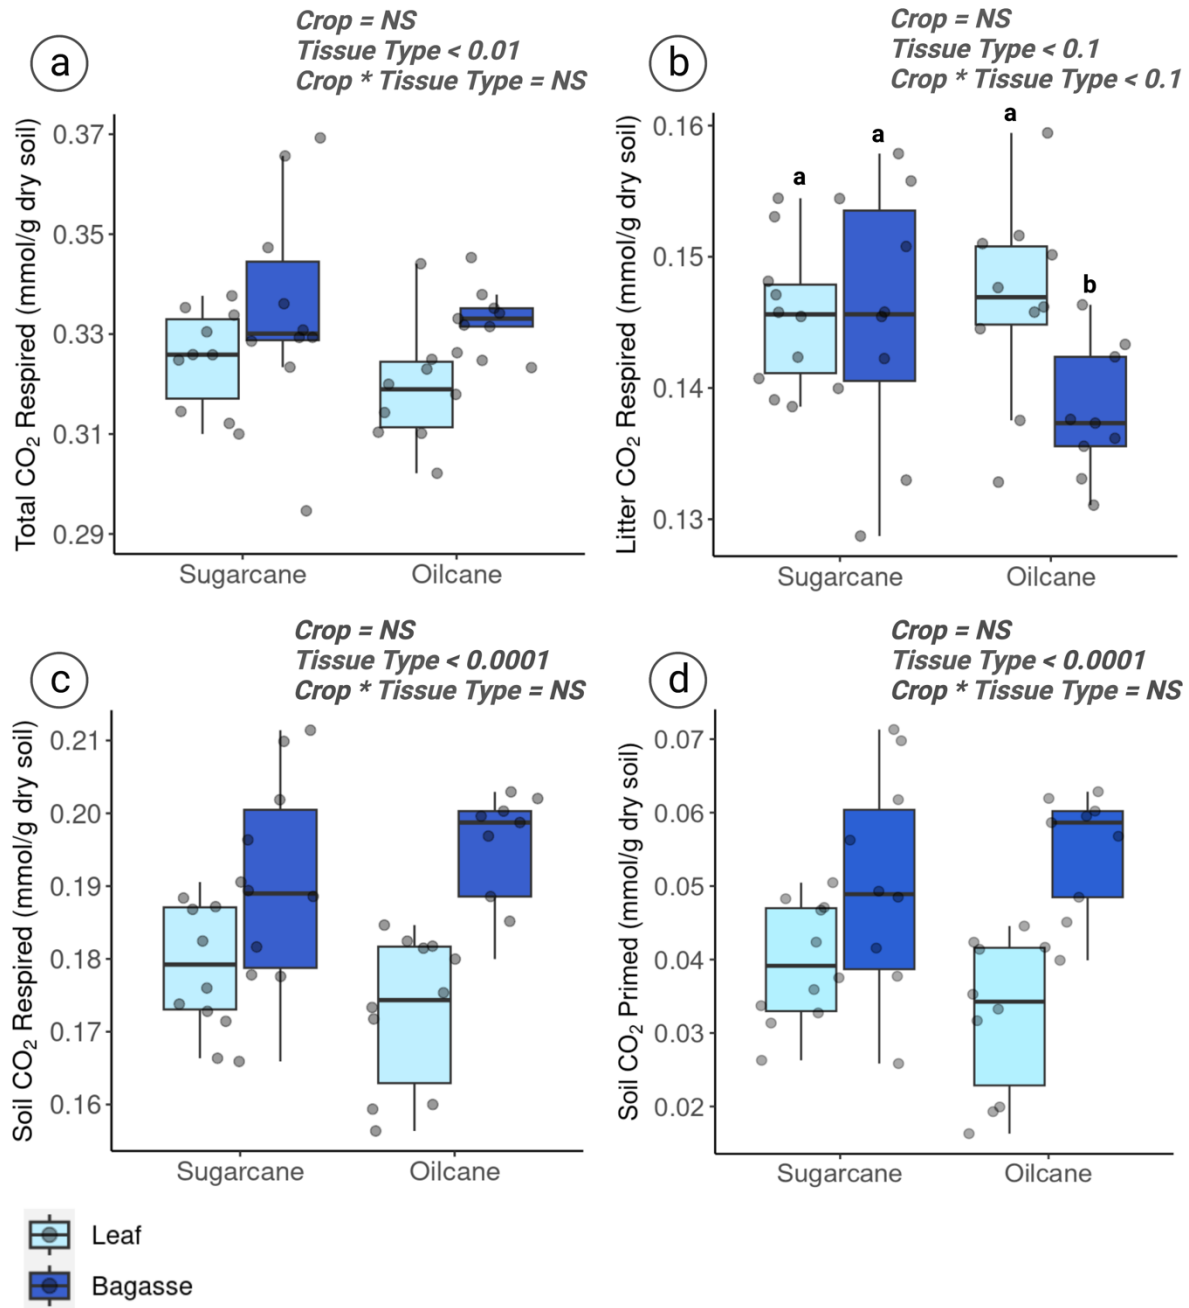 Crop = NS
Tissue Type < 0.01
Crop * Tissue Type = NS
a
Total CO₂ Respired (mmol/g dry soil)
0.37
0.35
0.33
0.31
0.29
Sugarcane Oilcane
Crop = NS
Tissue Type < 0.1
Crop * Tissue Type < 0.1
b
Litter CO₂ Respired (mmol/g dry soil)
0.16
0.15
0.14
0.13
a a a b
Sugarcane Oilcane
Crop = NS
Tissue Type < 0.0001
Crop * Tissue Type = NS
c
Soil CO₂ Respired (mmol/g dry soil)
0.21
0.20
0.19
0.18
0.17
0.16
Sugarcane Oilcane
Crop = NS
Tissue Type < 0.0001
Crop * Tissue Type = NS
d
Soil CO₂ Primed (mmol/g dry soil)
0.07
0.06
0.05
0.04
0.03
0.02
Sugarcane Oilcane
Leaf
Bagasse